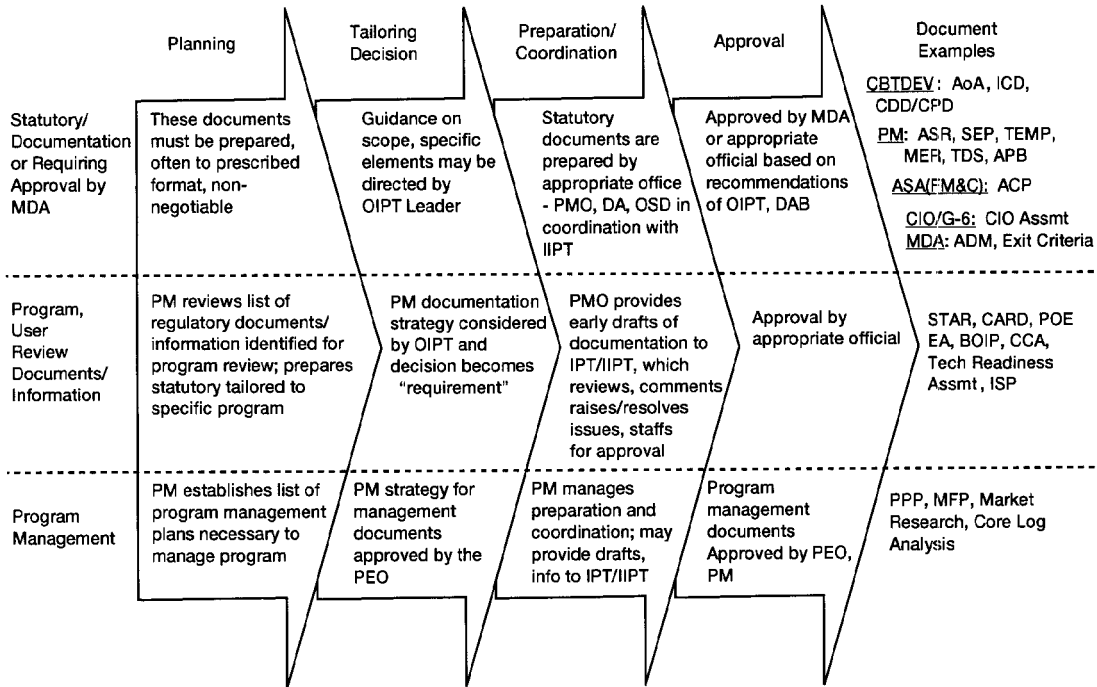 Planning
Tailoring
Decision
Preparation/
Coordination
Approval
Document
Examples
Statutory/
Documentation
or Requiring
Approval by
MDA
These documents
must be prepared,
often to prescribed
format, non-
negotiable
Guidance on
scope, specific
elements may be
directed by
OIPT Leader
Statutory
documents are
prepared by
appropriate office
- PMO, DA, OSD in
coordination with
IIPT
Approved by MDA
or appropriate
official based on
recommendations
of OIPT, DAB
CBTDEV: AoA, ICD,
CDD/CPD
PM: ASR, SEP, TEMP,
MER, TDS, APB
ASA(FM&C): ACP
CIO/G-6: CIO Assmt
MDA: ADM, Exit Criteria
Program,
User
Review
Documents/
Information
PM reviews list of
regulatory documents/
information identified for
program review; prepares
statutory tailored to
specific program
PM documentation
strategy considered
by OIPT and
decision becomes
"requirement"
PMO provides
early drafts of
documentation to
IPT/IIPT, which
reviews, comments
raises/resolves
issues, staffs
for approval
Approval by
appropriate official
STAR, CARD, POE
EA, BOIP, CCA,
Tech Readiness
Assmt, ISP
Program
Management
PM establishes list of
program management
plans necessary to
manage program
PM strategy for
management
documents
approved by the
PEO
PM manages
preparation and
coordination; may
provide drafts,
info to IPT/IIPT
Program
management
documents
Approved by PEO,
PM
PPP, MFP, Market
Research, Core Log
Analysis